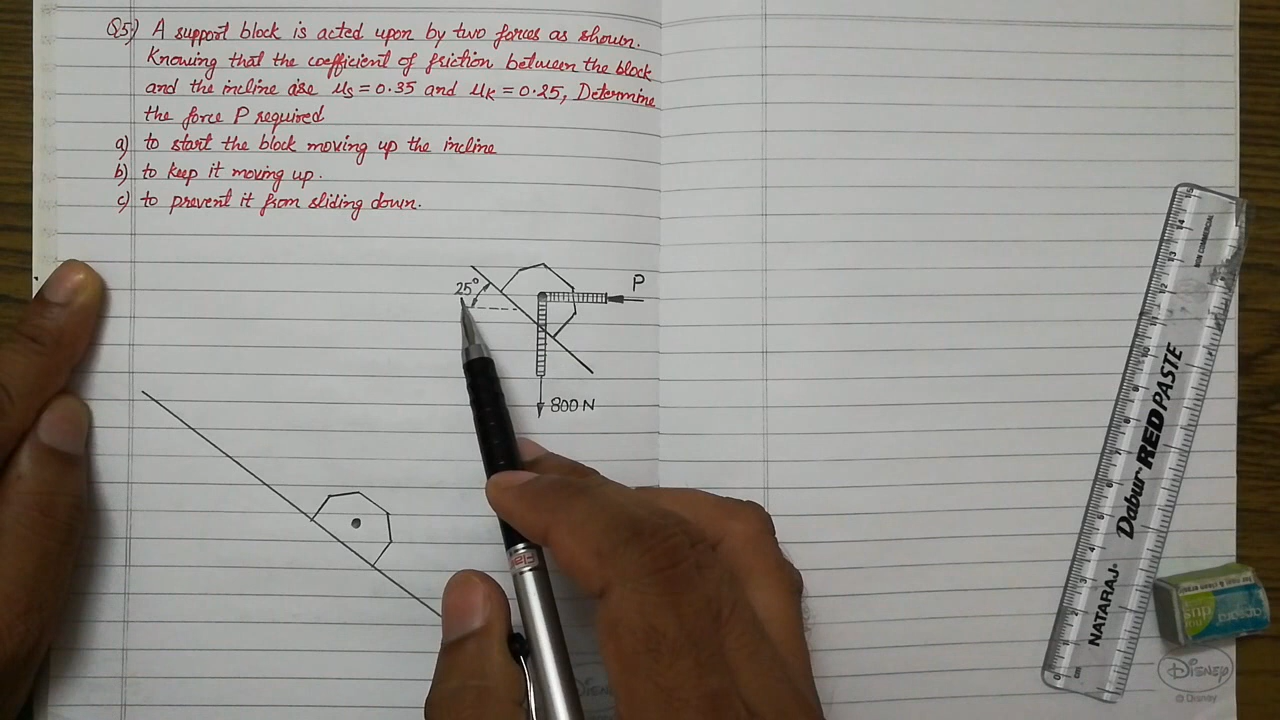 Q5) A support block is acted upon by two forces as shown.
Knowing that the coefficient of friction between the block
and the incline are μs = 0.35 and μk = 0.25, Determine
the force P required
a) to start the block moving up the incline
b) to keep it moving up.
c) to prevent it from sliding down.
25°
P
800 N
NATARAJ
Dabur RED PASTE
NON COMMERCIAL
DISNEY
© Disney